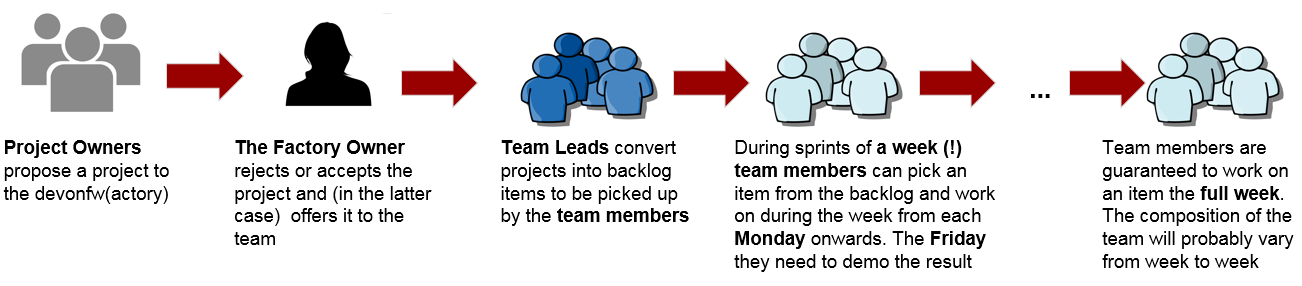 Project Owners
propose a project to
the devonfw(actory)
The Factory Owner
rejects or accepts the
project and (in the latter
case)  offers it to the
team
Team Leads convert
projects into backlog
items to be picked up
by the team members
During sprints of a week (!)
team members can pick an
item from the backlog and work
on during the week from each
Monday onwards. The Friday
they need to demo the result
...
Team members are
guaranteed to work on
an item the full week.
The composition of the
team will probably vary
from week to week